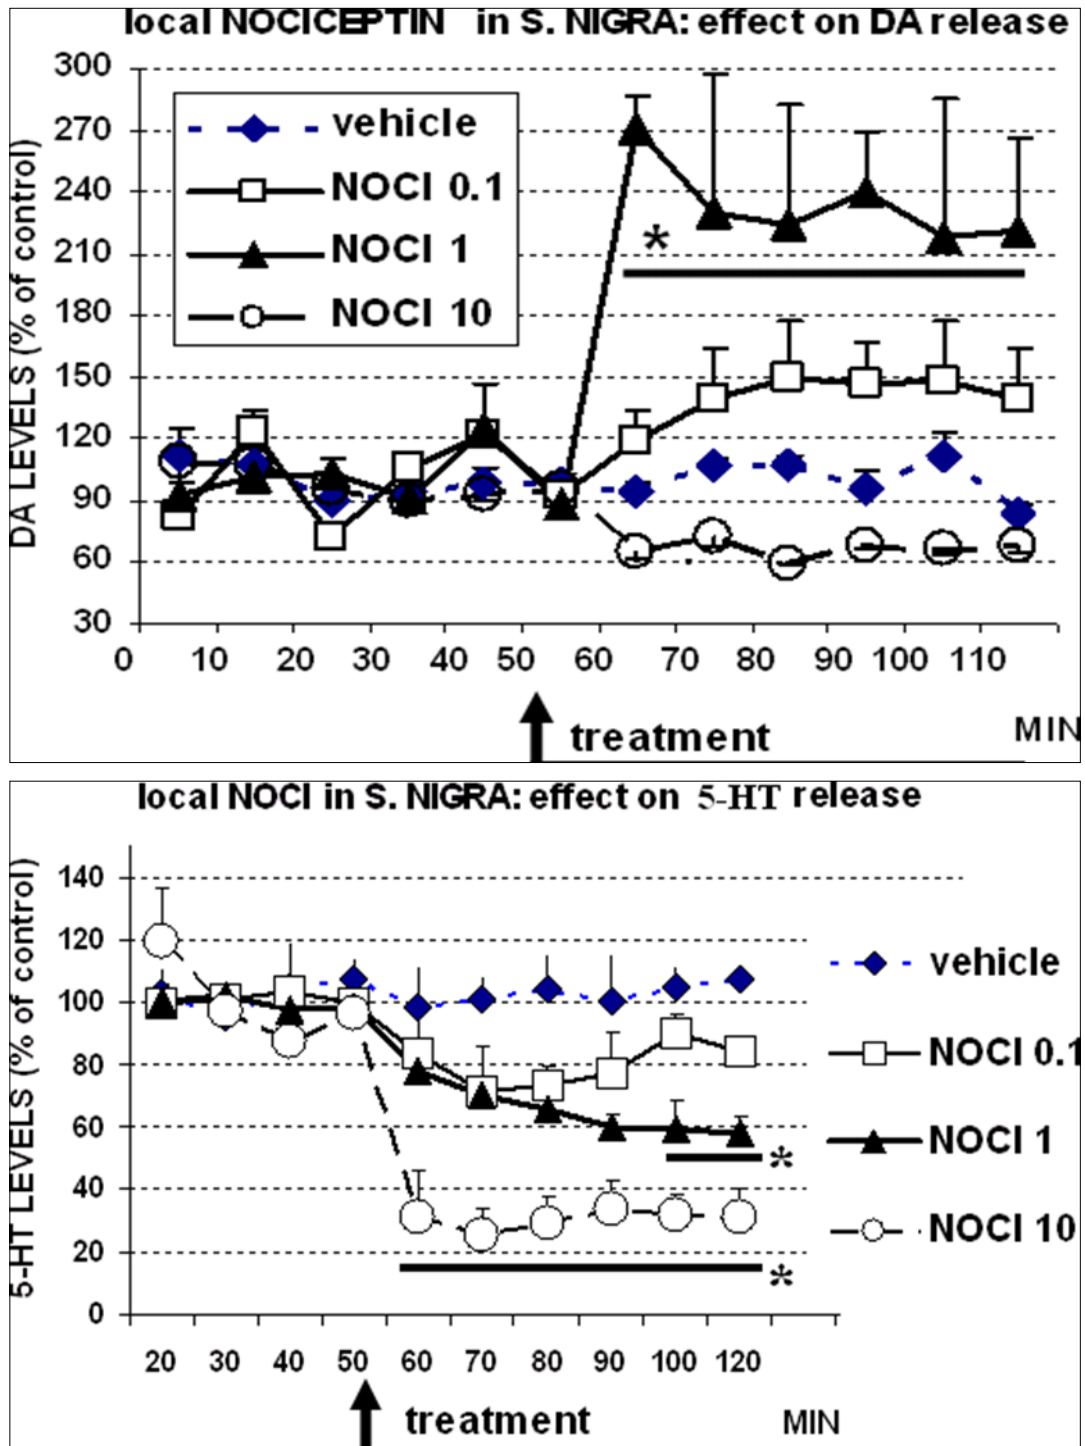 local NOCICEPTIN in S. NIGRA: effect on DA release
DA LEVELS (% of control)
300
270
240
210
180
150
120
90
60
30
vehicle
NOCI 0.1
NOCI 1
NOCI 10
*
0 10 20 30 40 50 60 70 80 90 100 110
treatment
MIN
local NOCI in S. NIGRA: effect on 5-HT release
5-HT LEVELS (% of control)
140
120
100
80
60
40
20
0
vehicle
NOCI 0.1
NOCI 1
NOCI 10
*
*
20 30 40 50 60 70 80 90 100 120
treatment
MIN